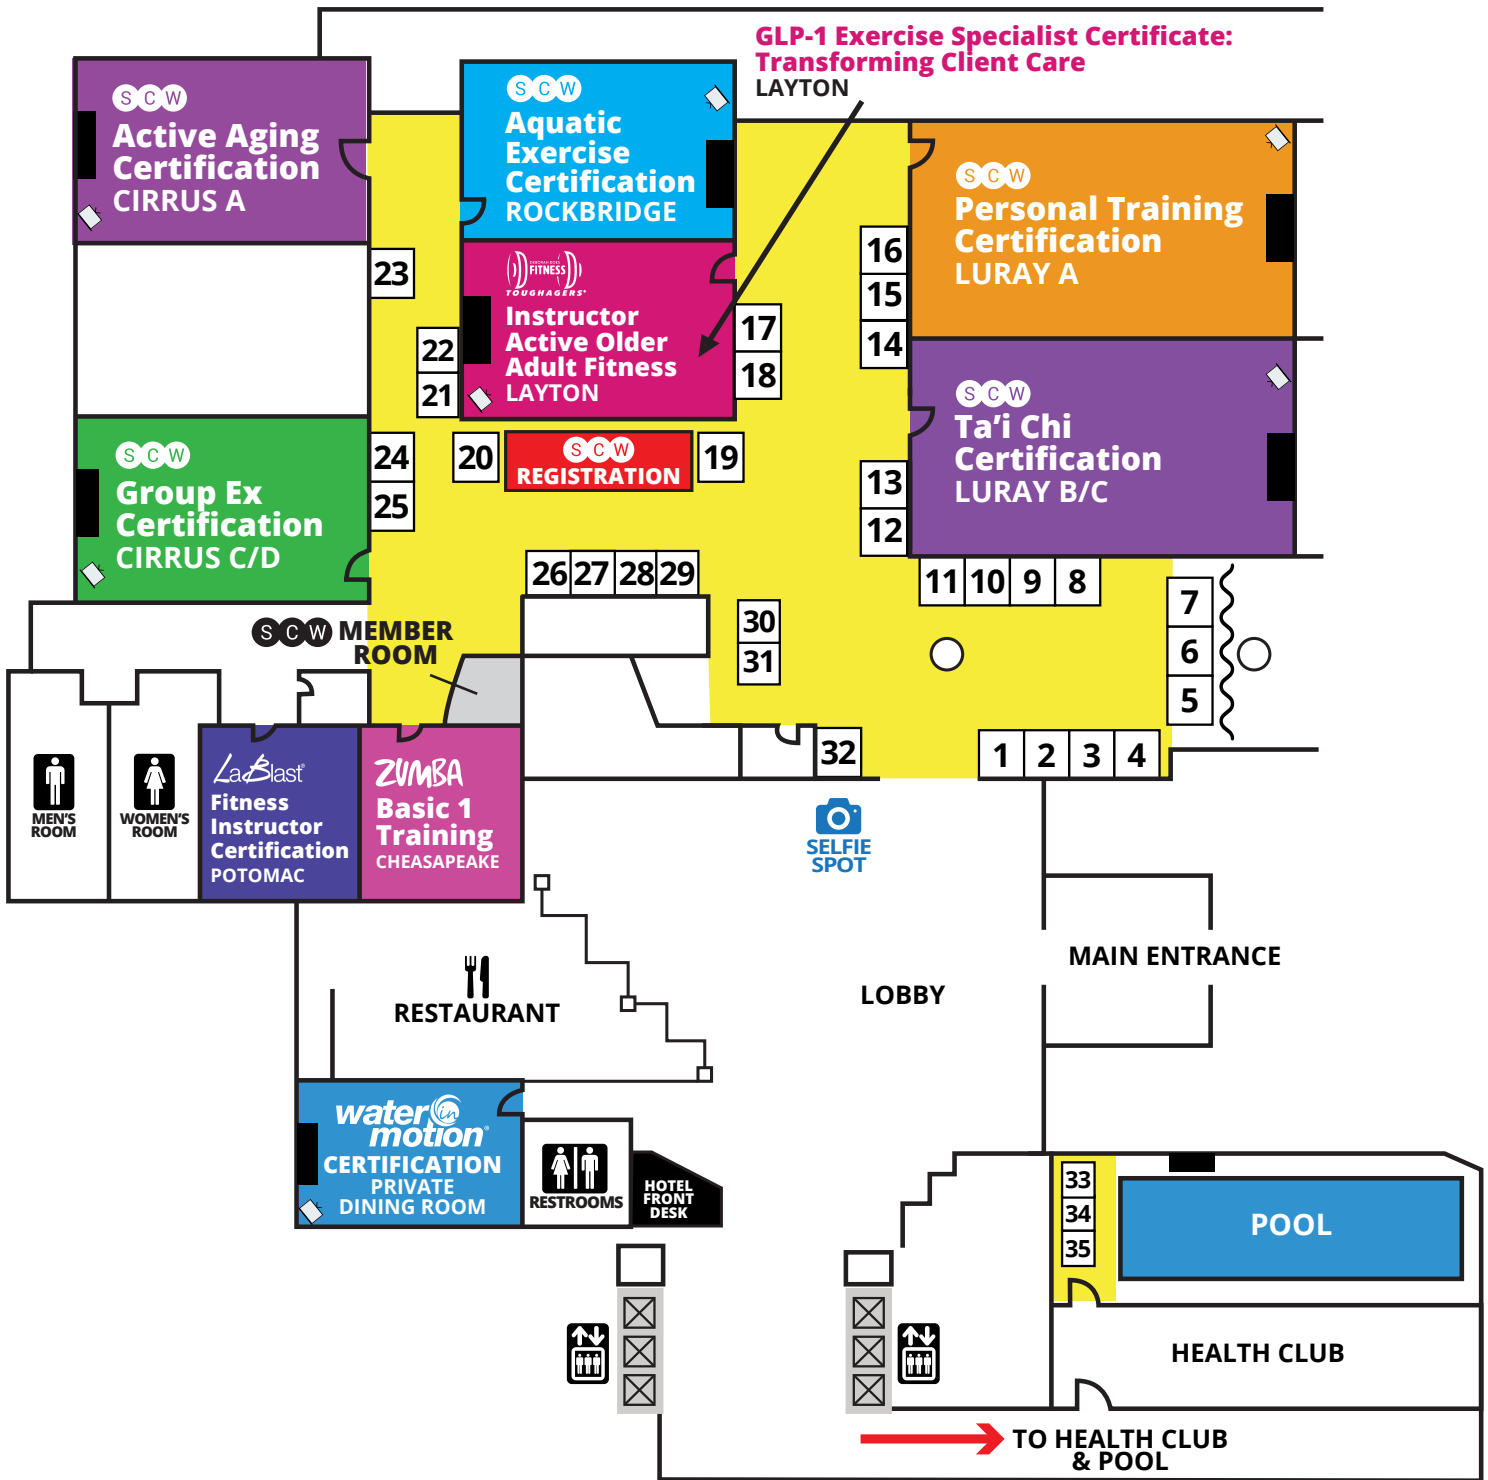 GLP-1 Exercise Specialist Certificate:
Transforming Client Care
LAYTON
SCW
Active Aging
Certification
CIRRUS A
SCW
Aquatic
Exercise
Certification
ROCKBRIDGE
SCW
Personal Training
Certification
LURAY A
DEBORAH DOES
FITNESS
TOUGHAGERS®
Instructor
Active Older
Adult Fitness
LAYTON
23
22
21
17
18
16
15
14
SCW
Ta’i Chi
Certification
LURAY B/C
SCW
Group Ex
Certification
CIRRUS C/D
24
25
20
SCW
REGISTRATION
19
13
12
26 27 28 29
11 10 9 8
30
31
7
6
5
SCW MEMBER
ROOM
32
1 2 3 4
MEN'S
ROOM
WOMEN'S
ROOM
LaBlast®
Fitness
Instructor
Certification
POTOMAC
ZUMBA
Basic 1
Training
CHEASAPEAKE
SELFIE
SPOT
MAIN ENTRANCE
LOBBY
RESTAURANT
water in
motion®
CERTIFICATION
PRIVATE
DINING ROOM
RESTROOMS
HOTEL
FRONT
DESK
33
34
35
POOL
HEALTH CLUB
TO HEALTH CLUB
& POOL